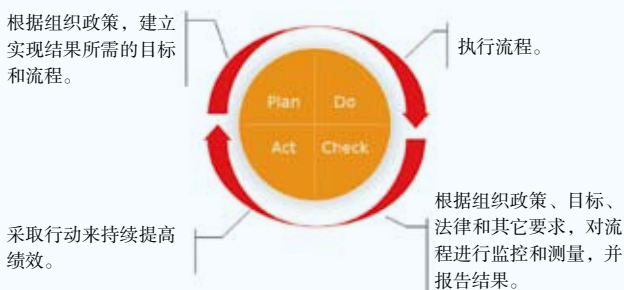 根据组织政策，建立
实现结果所需的目标
和流程。
执行流程。
Plan
Do
Act
Check
采取行动来持续提高
绩效。
根据组织政策、目标、
法律和其它要求，对流
程进行监控和测量，并
报告结果。